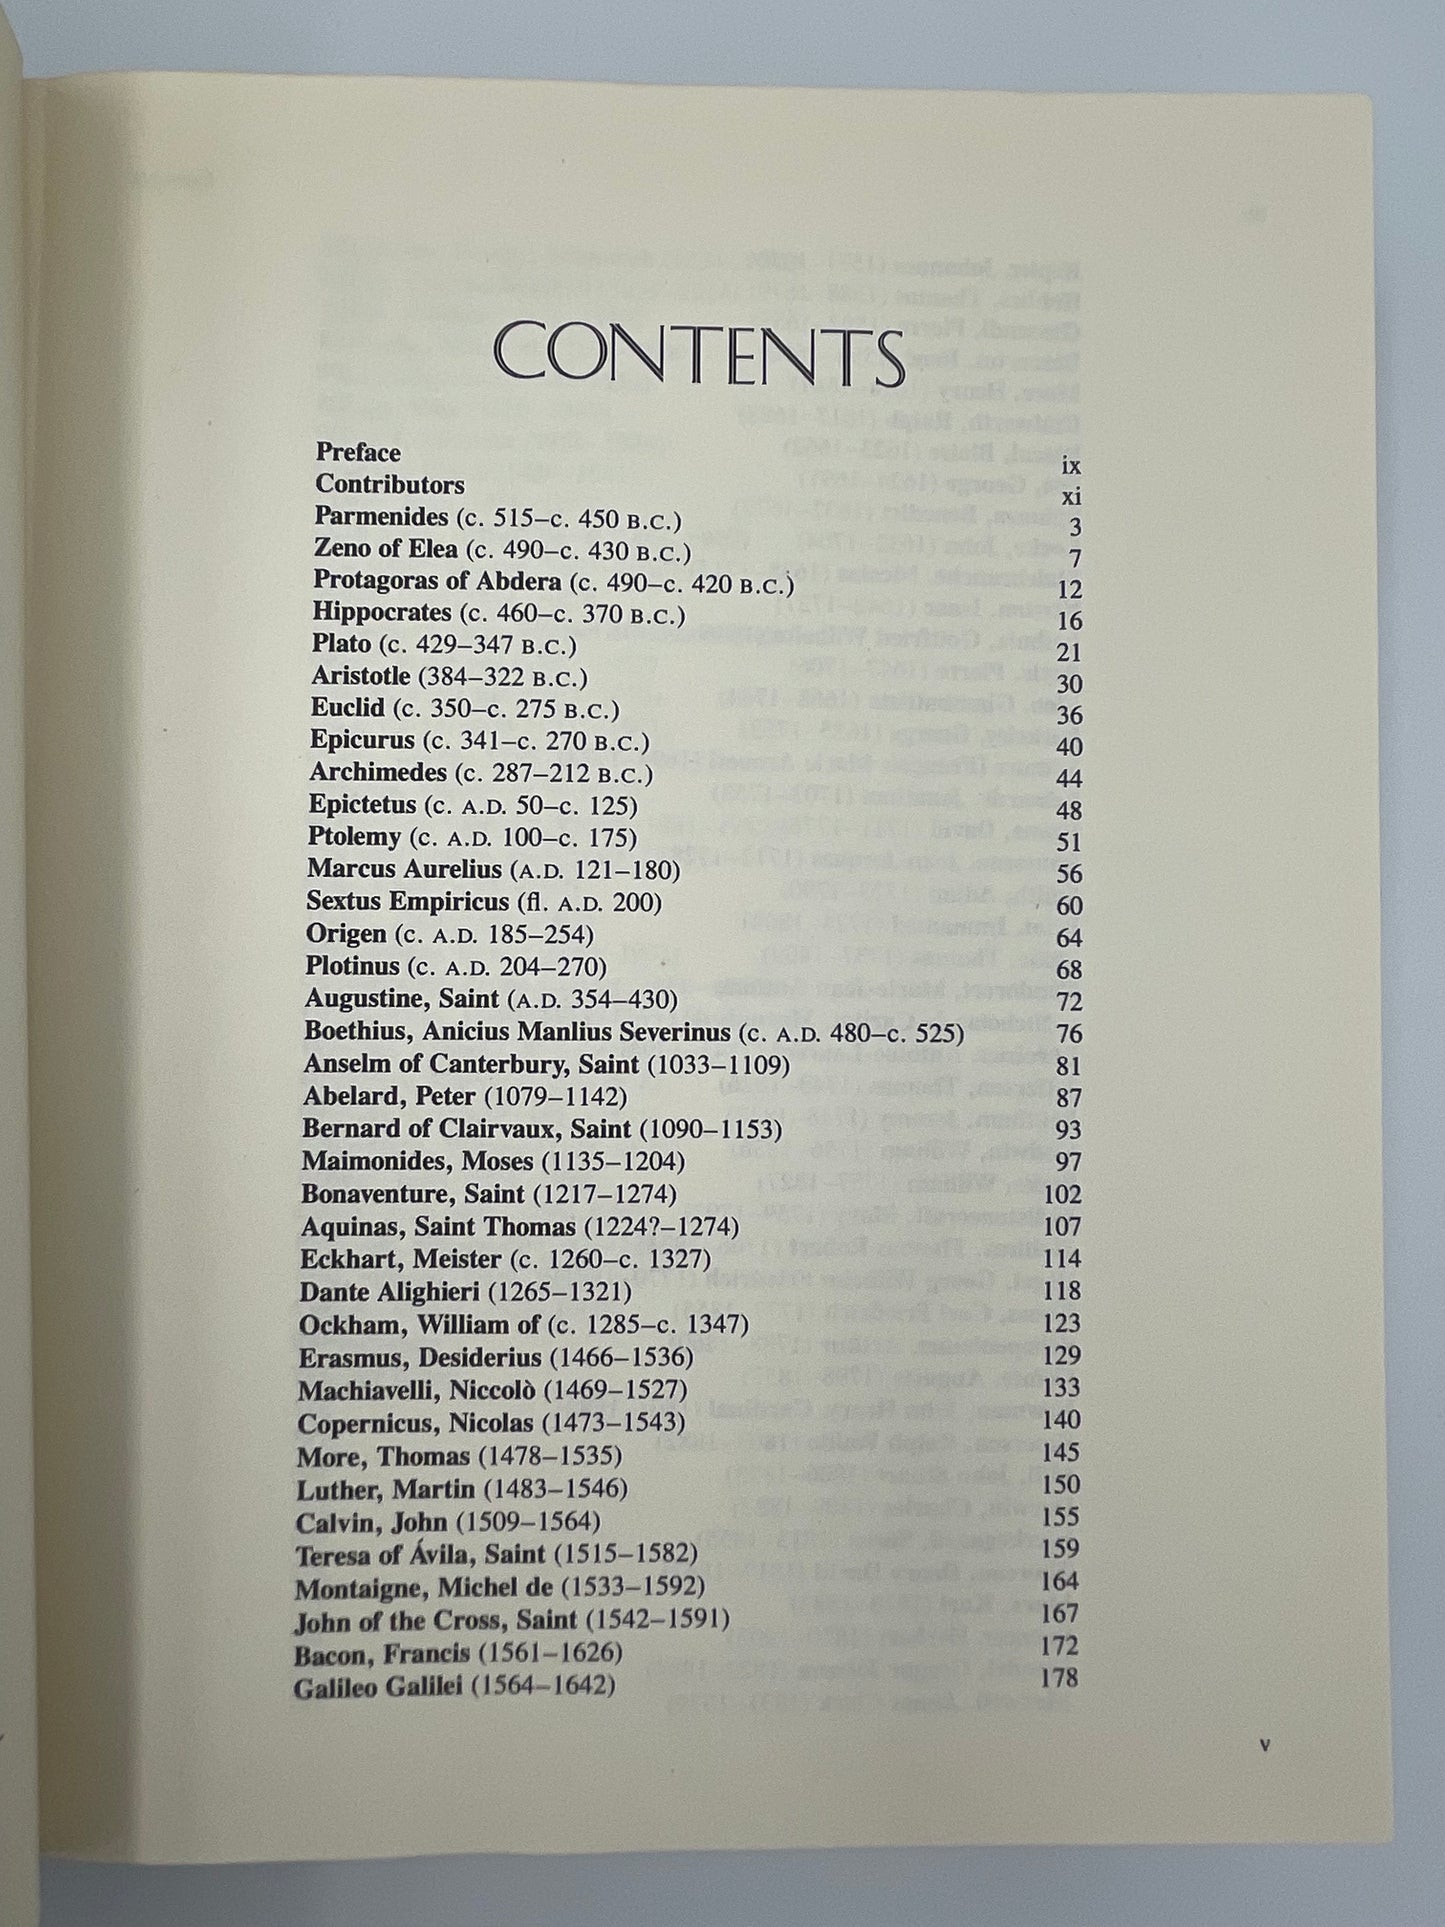 CONTENTS
Preface ix
Contributors xi
Parmenides (c. 515–c. 450 B.C.) 3
Zeno of Elea (c. 490–c. 430 B.C.) 7
Protagoras of Abdera (c. 490–c. 420 B.C.) 12
Hippocrates (c. 460–c. 370 B.C.) 16
Plato (c. 429–347 B.C.) 21
Aristotle (384–322 B.C.) 30
Euclid (c. 350–c. 275 B.C.) 36
Epicurus (c. 341–c. 270 B.C.) 40
Archimedes (c. 287–212 B.C.) 44
Epictetus (c. A.D. 50–c. 125) 48
Ptolemy (c. A.D. 100–c. 175) 51
Marcus Aurelius (A.D. 121–180) 56
Sextus Empiricus (fl. A.D. 200) 60
Origen (c. A.D. 185–254) 64
Plotinus (c. A.D. 204–270) 68
Augustine, Saint (A.D. 354–430) 72
Boethius, Anicius Manlius Severinus (c. A.D. 480–c. 525) 76
Anselm of Canterbury, Saint (1033–1109) 81
Abelard, Peter (1079–1142) 87
Bernard of Clairvaux, Saint (1090–1153) 93
Maimonides, Moses (1135–1204) 97
Bonaventure, Saint (1217–1274) 102
Aquinas, Saint Thomas (1224?–1274) 107
Eckhart, Meister (c. 1260–c. 1327) 114
Dante Alighieri (1265–1321) 118
Ockham, William of (c. 1285–c. 1347) 123
Erasmus, Desiderius (1466–1536) 129
Machiavelli, Niccolò (1469–1527) 133
Copernicus, Nicolas (1473–1543) 140
More, Thomas (1478–1535) 145
Luther, Martin (1483–1546) 150
Calvin, John (1509–1564) 155
Teresa of Ávila, Saint (1515–1582) 159
Montaigne, Michel de (1533–1592) 164
John of the Cross, Saint (1542–1591) 167
Bacon, Francis (1561–1626) 172
Galileo Galilei (1564–1642) 178
v